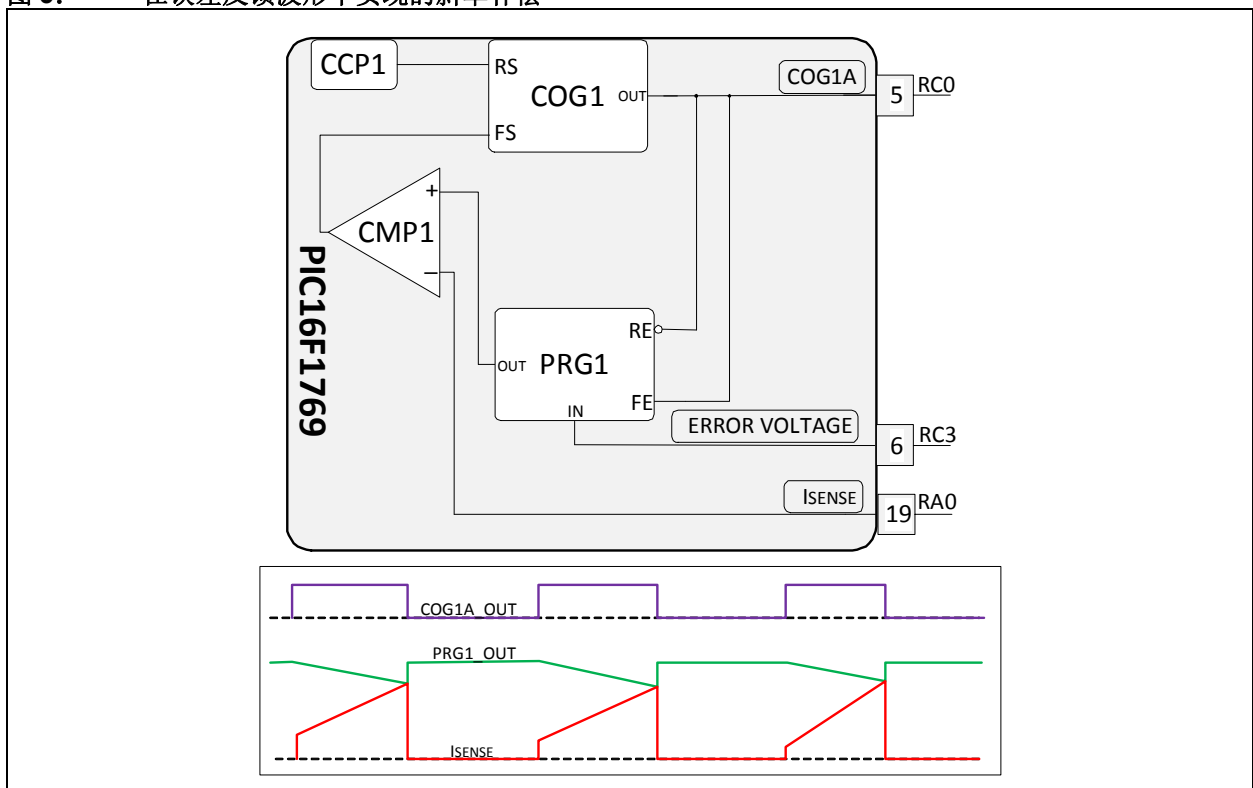 CCP1
RS
COG1
OUT
FS
COG1A
5
RC0
+
CMP1
−
PIC16F1769
RE
OUT
PRG1
IN
FE
ERROR VOLTAGE
6
RC3
ISENSE
19
RA0
COG1A_OUT
PRG1_OUT
ISENSE